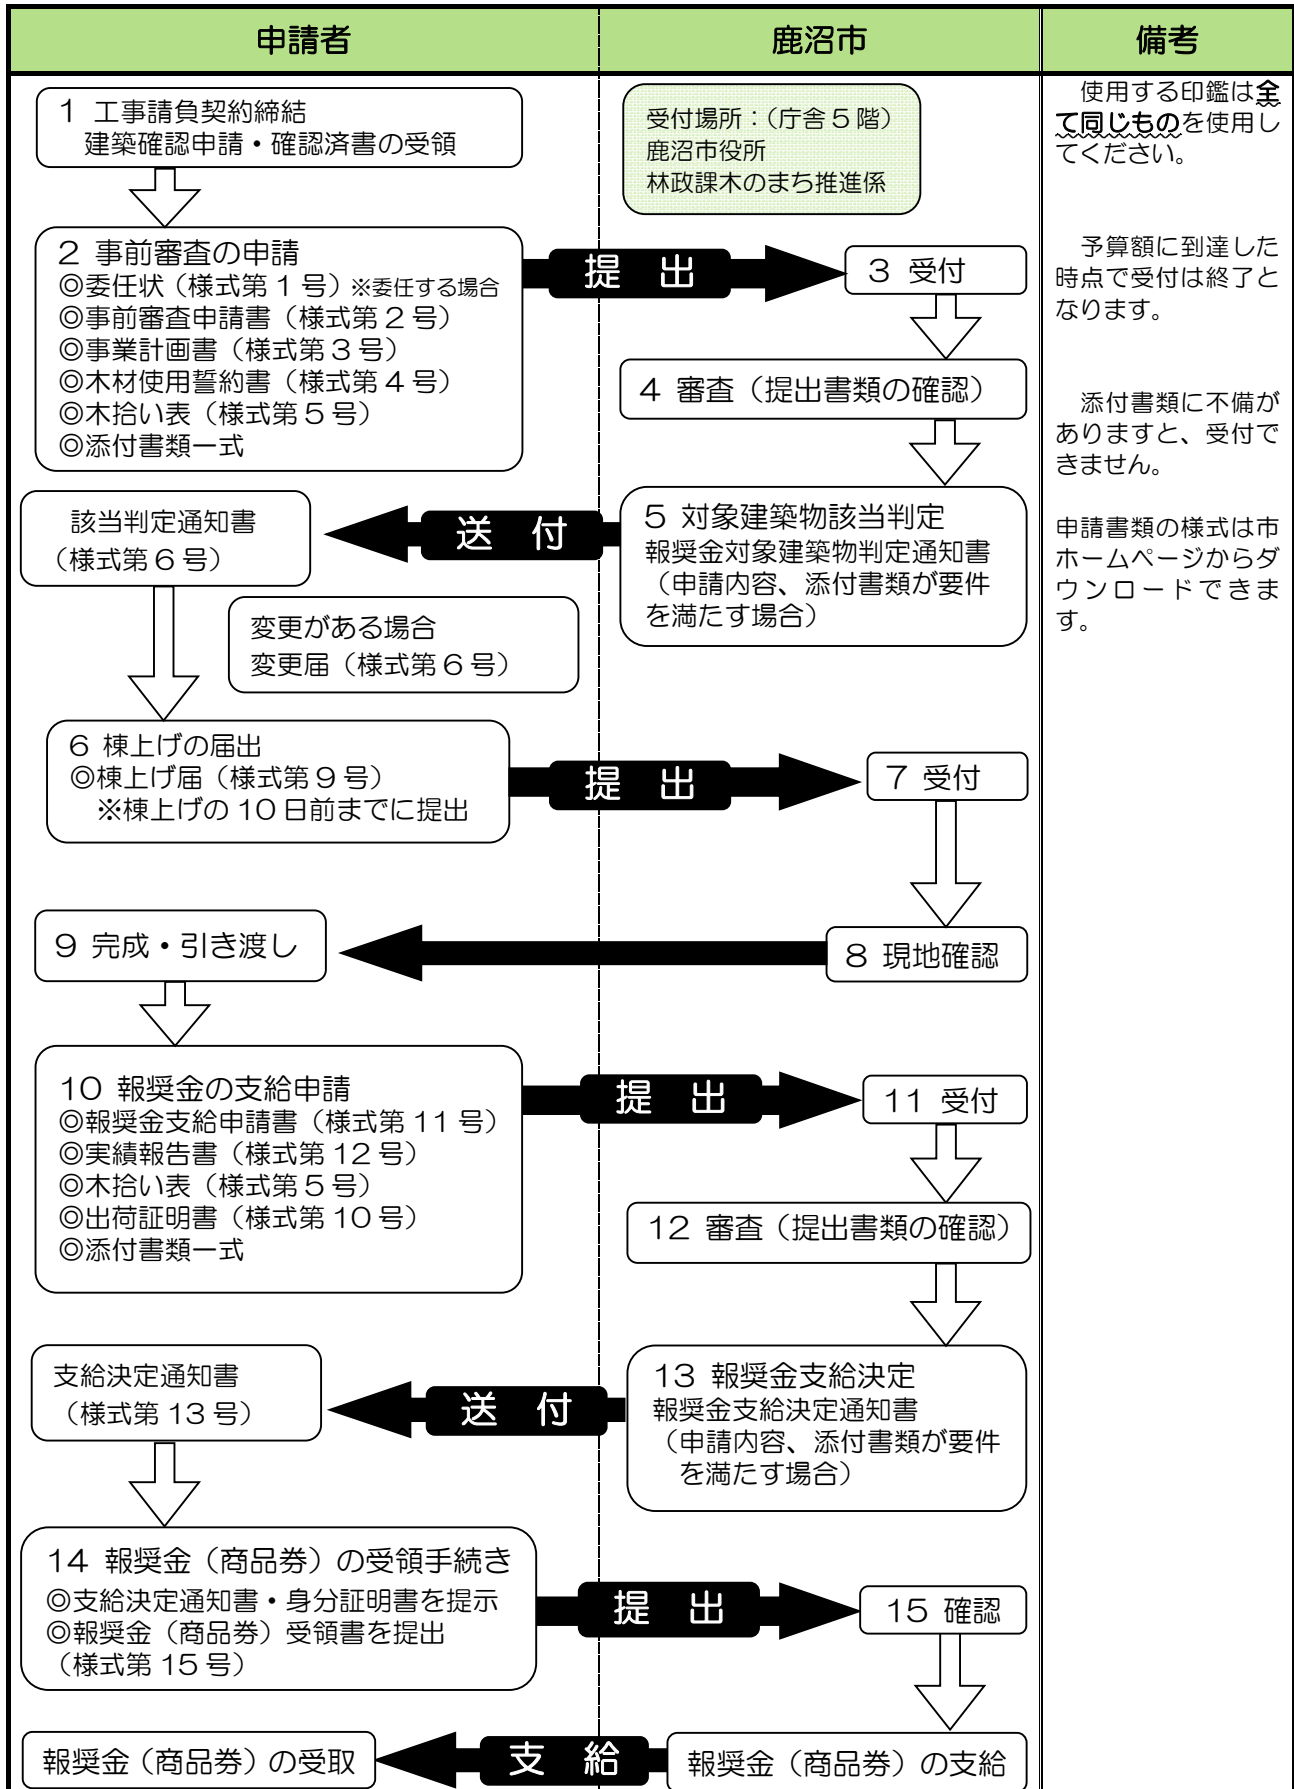 申請者
鹿沼市
備考
1 工事請負契約締結
建築確認申請・確認済書の受領
受付場所：（庁舎５階）
鹿沼市役所
林政課木のまち推進係
使用する印鑑は全
て同じものを使用し
てください。
2 事前審査の申請
◎委任状（様式第１号）※委任する場合
◎事前審査申請書（様式第２号）
◎事業計画書（様式第３号）
◎木材使用誓約書（様式第４号）
◎木拾い表（様式第５号）
◎添付書類一式
提 出
3 受付
予算額に到達した
時点で受付は終了と
なります。
4 審査（提出書類の確認）
添付書類に不備が
ありますと、受付で
きません。
5 対象建築物該当判定
報奨金対象建築物判定通知書
（申請内容、添付書類が要件
を満たす場合）
送 付
該当判定通知書
（様式第６号）
申請書類の様式は市
ホームページからダ
ウンロードできま
す。
変更がある場合
変更届（様式第６号）
6 棟上げの届出
◎棟上げ届（様式第９号）
※棟上げの 10 日前までに提出
提 出
7 受付
8 現地確認
9 完成・引き渡し
10 報奨金の支給申請
◎報奨金支給申請書（様式第 11 号）
◎実績報告書（様式第 12 号）
◎木拾い表（様式第５号）
◎出荷証明書（様式第 10 号）
◎添付書類一式
提 出
11 受付
12 審査（提出書類の確認）
13 報奨金支給決定
報奨金支給決定通知書
（申請内容、添付書類が要件
を満たす場合）
送 付
支給決定通知書
（様式第 13 号）
14 報奨金（商品券）の受領手続き
◎支給決定通知書・身分証明書を提示
◎報奨金（商品券）受領書を提出
（様式第 15 号）
提 出
15 確認
報奨金（商品券）の支給
支 給
報奨金（商品券）の受取